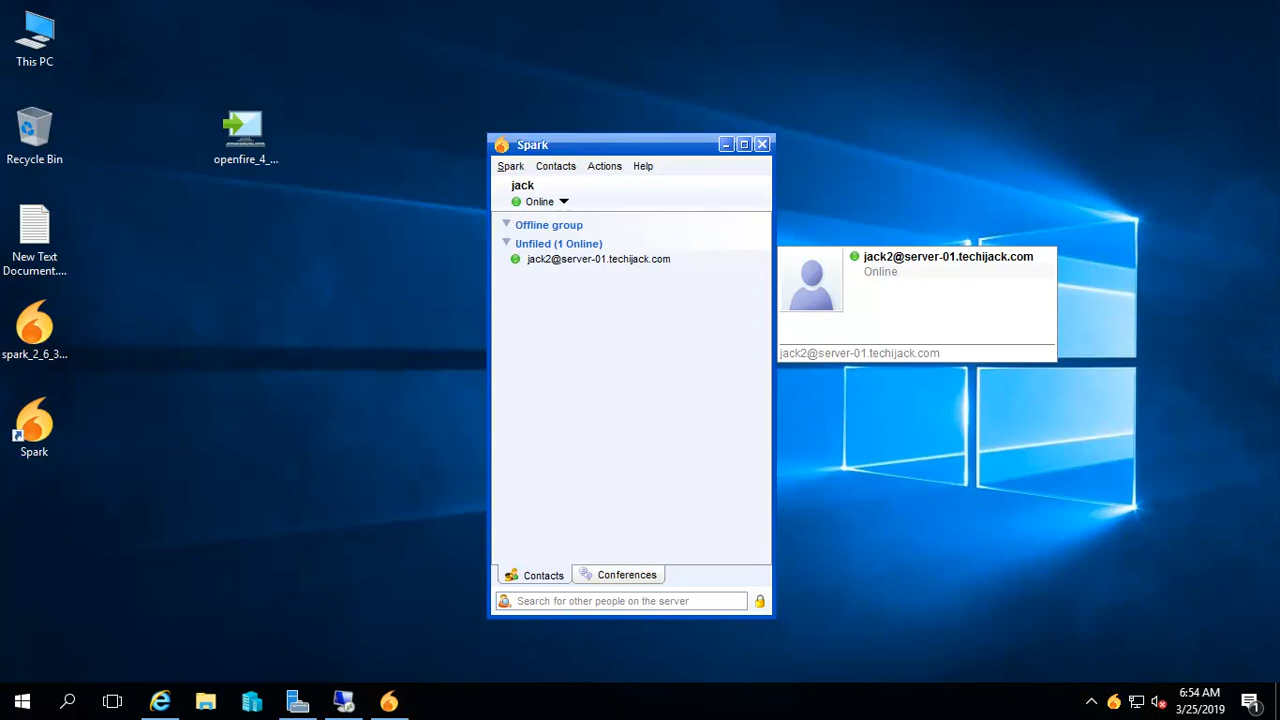 This PC
Recycle Bin
openfire_4_...
New Text
Document....
spark_2_6_3...
Spark
Spark
Spark Contacts Actions Help
jack
Online
Offline group
Unfiled (1 Online)
jack2@server-01.techijack.com
jack2@server-01.techijack.com
Online
jack2@server-01.techijack.com
Contacts
Conferences
Search for other people on the server
6:54 AM
3/25/2019
1